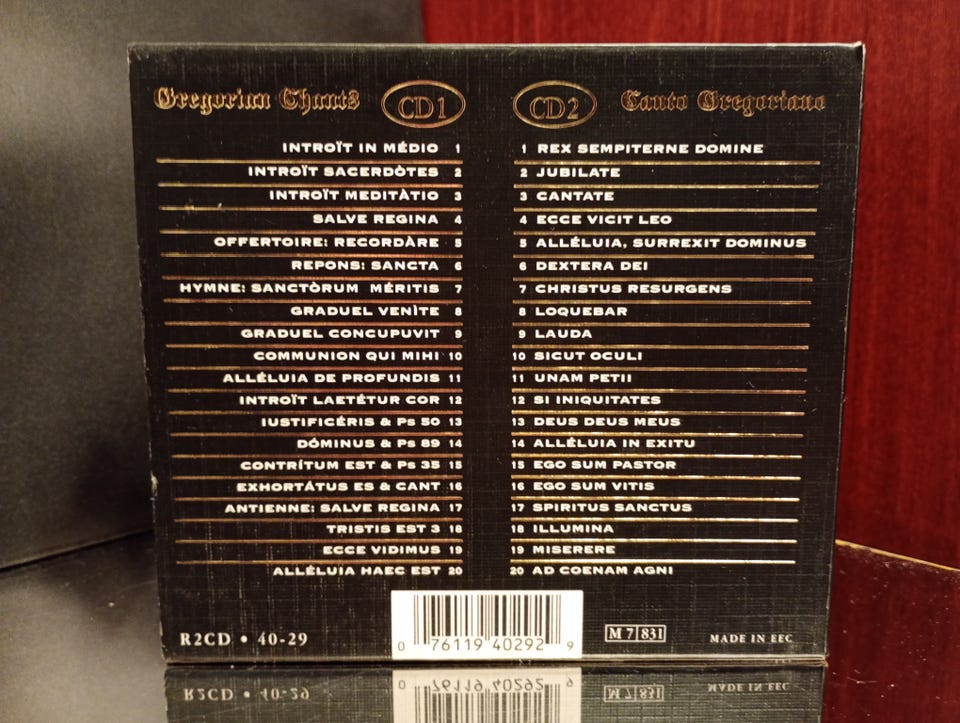 Gregorian Chants CD 1
INTROÏT IN MÉDIO 1
INTROÏT SACERDÒTES 2
INTROÏT MEDITÀTIO 3
SALVE REGINA 4
OFFERTOIRE: RECORDÀRE 5
REPONS: SANCTA 6
HYMNE: SANCTÒRUM MÉRITIS 7
GRADUEL VENÌTE 8
GRADUEL CONCUPUVIT 9
COMMUNION QUI MIHI 10
ALLÉLUIA DE PROFUNDIS 11
INTROÏT LAETÉTUR COR 12
IUSTIFICÉRIS & Ps 50 13
DÓMINUS & Ps 89 14
CONTRÍTUM EST & Ps 35 15
EXHORTÁTUS ES & CANT 16
ANTIENNE: SALVE REGINA 17
TRISTIS EST 3 18
ECCE VIDIMUS 19
ALLÉLUIA HAEC EST 20
CD 2 Canto Gregoriano
1 REX SEMPITERNE DOMINE
2 JUBILATE
3 CANTATE
4 ECCE VICIT LEO
5 ALLÉLUIA, SURREXIT DOMINUS
6 DEXTERA DEI
7 CHRISTUS RESURGENS
8 LOQUEBAR
9 LAUDA
10 SICUT OCULI
11 UNAM PETII
12 SI INIQUITATES
13 DEUS DEUS MEUS
14 ALLÉLUIA IN EXITU
15 EGO SUM PASTOR
16 EGO SUM VITIS
17 SPIRITUS SANCTUS
18 ILLUMINA
19 MISERERE
20 AD COENAM AGNI
R2CD • 40-29
0 76119 40292 9
M 7 831
MADE IN EEC